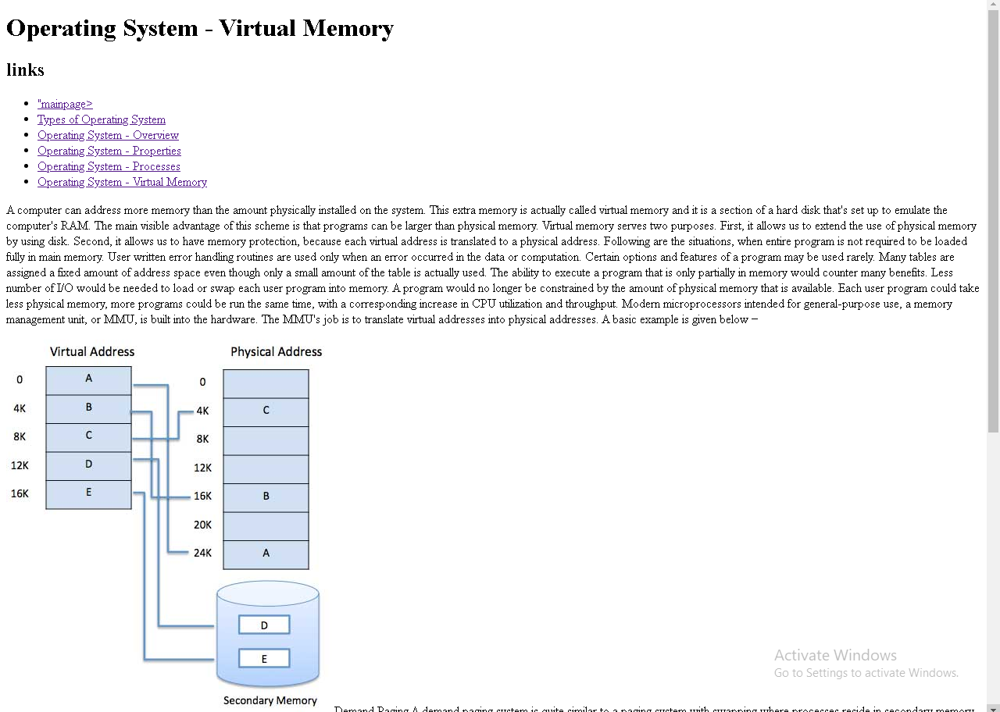 Operating System - Virtual Memory
links
"mainpage>
Types of Operating System
Operating System - Overview
Operating System - Properties
Operating System - Processes
Operating System - Virtual Memory
A computer can address more memory than the amount physically installed on the system. This extra memory is actually called virtual memory and it is a section of a hard disk that's set up to emulate the
computer's RAM. The main visible advantage of this scheme is that programs can be larger than physical memory. Virtual memory serves two purposes. First, it allows us to extend the use of physical memory
by using disk. Second, it allows us to have memory protection, because each virtual address is translated to a physical address. Following are the situations, when entire program is not required to be loaded
fully in main memory. User written error handling routines are used only when an error occurred in the data or computation. Certain options and features of a program may be used rarely. Many tables are
assigned a fixed amount of address space even though only a small amount of the table is actually used. The ability to execute a program that is only partially in memory would counter many benefits. Less
number of I/O would be needed to load or swap each user program into memory. A program would no longer be constrained by the amount of physical memory that is available. Each user program could take
less physical memory, more programs could be run the same time, with a corresponding increase in CPU utilization and throughput. Modern microprocessors intended for general-purpose use, a memory
management unit, or MMU, is built into the hardware. The MMU's job is to translate virtual addresses into physical addresses. A basic example is given below −
Virtual Address
0 A
4K B
8K C
12K D
16K E
Physical Address
0
4K C
8K
12K
16K B
20K
24K A
D
E
Secondary Memory
Activate Windows
Go to Settings to activate Windows.
Demand Paging A demand paging system is quite similar to a paging system with swapping where processes reside in secondary memory